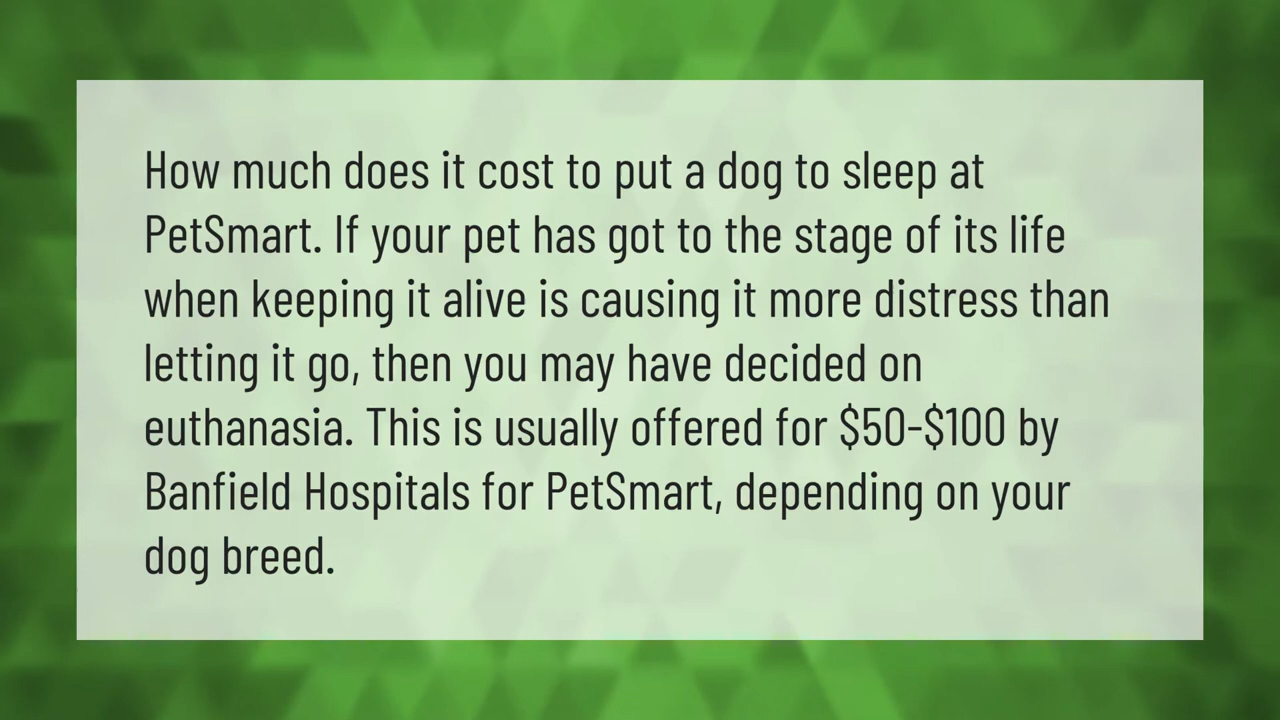 How much does it cost to put a dog to sleep at
PetSmart. If your pet has got to the stage of its life
when keeping it alive is causing it more distress than
letting it go, then you may have decided on
euthanasia. This is usually offered for $50-$100 by
Banfield Hospitals for PetSmart, depending on your
dog breed.